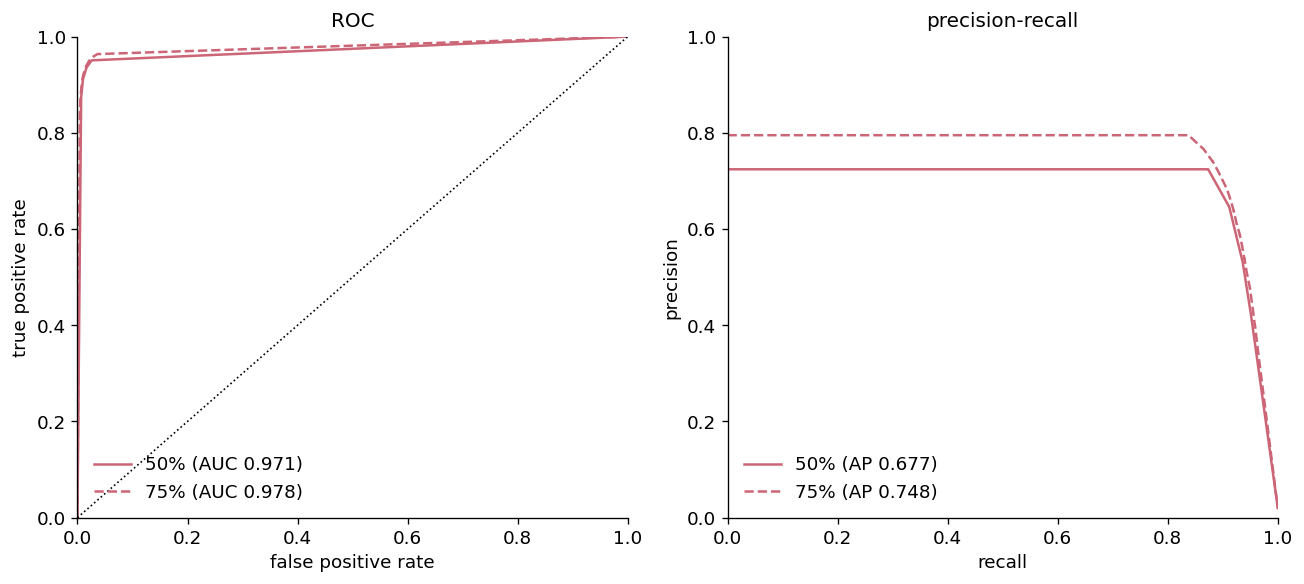 ROC
1.0
0.8
0.6
0.4
0.2
0.0
true positive rate
50% (AUC 0.971)
75% (AUC 0.978)
0.0 0.2 0.4 0.6 0.8 1.0
false positive rate
precision-recall
1.0
0.8
0.6
0.4
0.2
0.0
precision
50% (AP 0.677)
75% (AP 0.748)
0.0 0.2 0.4 0.6 0.8 1.0
recall